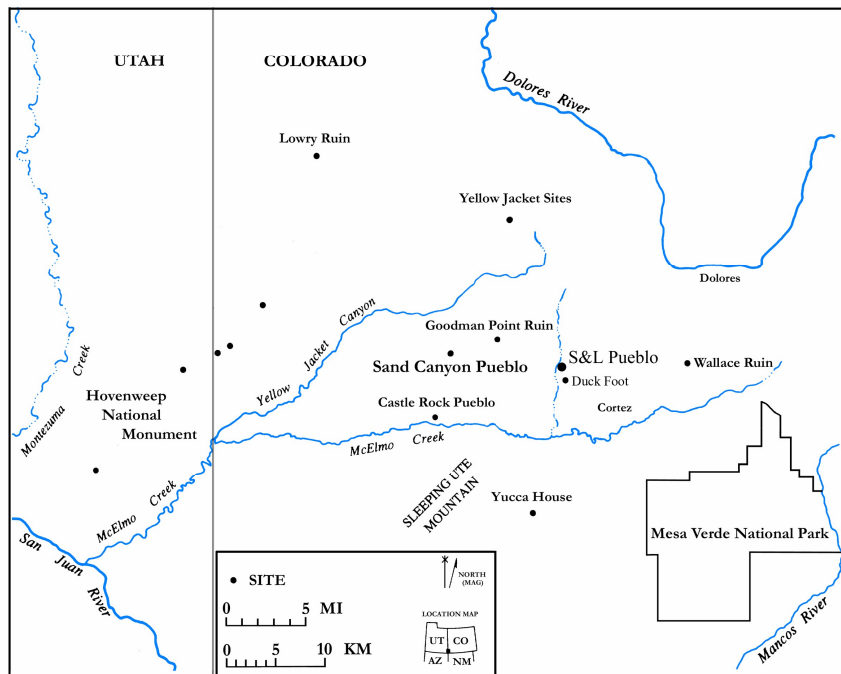 UTAH
COLORADO
Dolores River
Lowry Ruin
Yellow Jacket Sites
Dolores
Yellow Jacket Canyon
Goodman Point Ruin
Sand Canyon Pueblo
S&L Pueblo
Duck Foot
Wallace Ruin
Montezuma Creek
Hovenweep
National
Monument
Castle Rock Pueblo
Cortez
McElmo Creek
McElmo Creek
SLEEPING UTE
MOUNTAIN
Yucca House
Mesa Verde National Park
San Juan River
Mancos River
SITE
0 5 MI
0 5 10 KM
NORTH
(MAG)
LOCATION MAP
UT CO
AZ NM